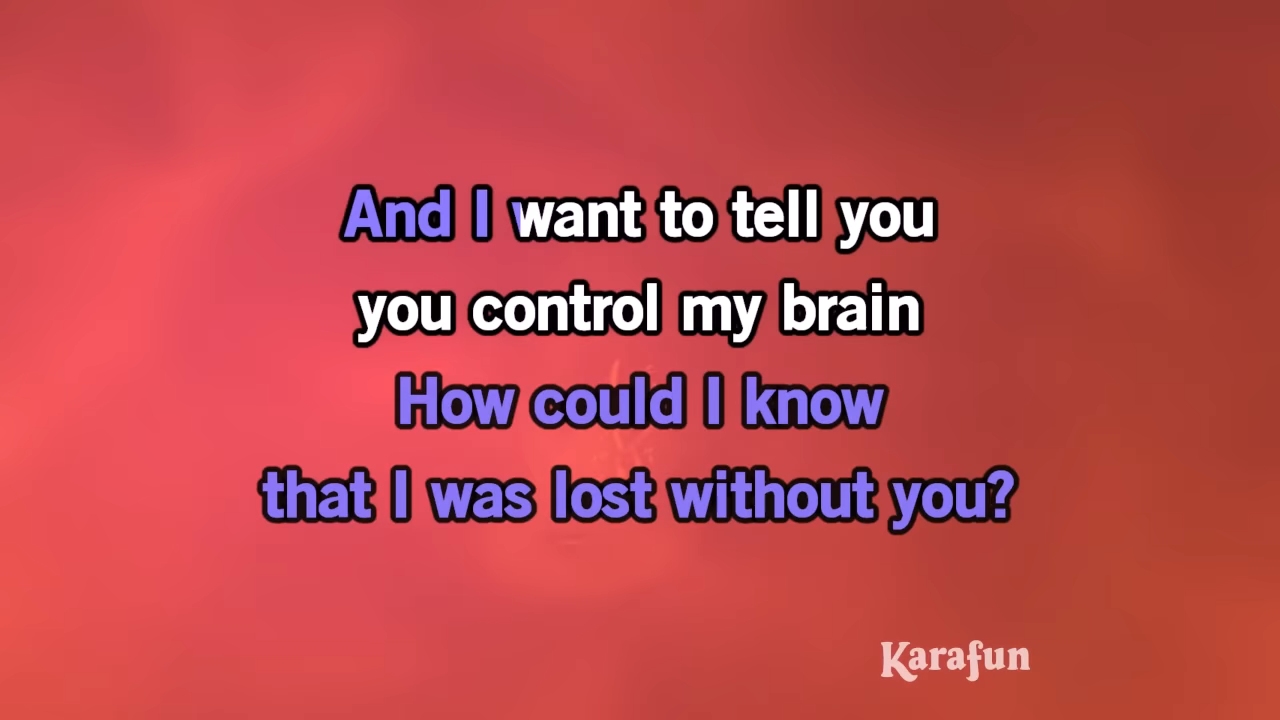 And I want to tell you
you control my brain
How could I know
that I was lost without you?
Karafun